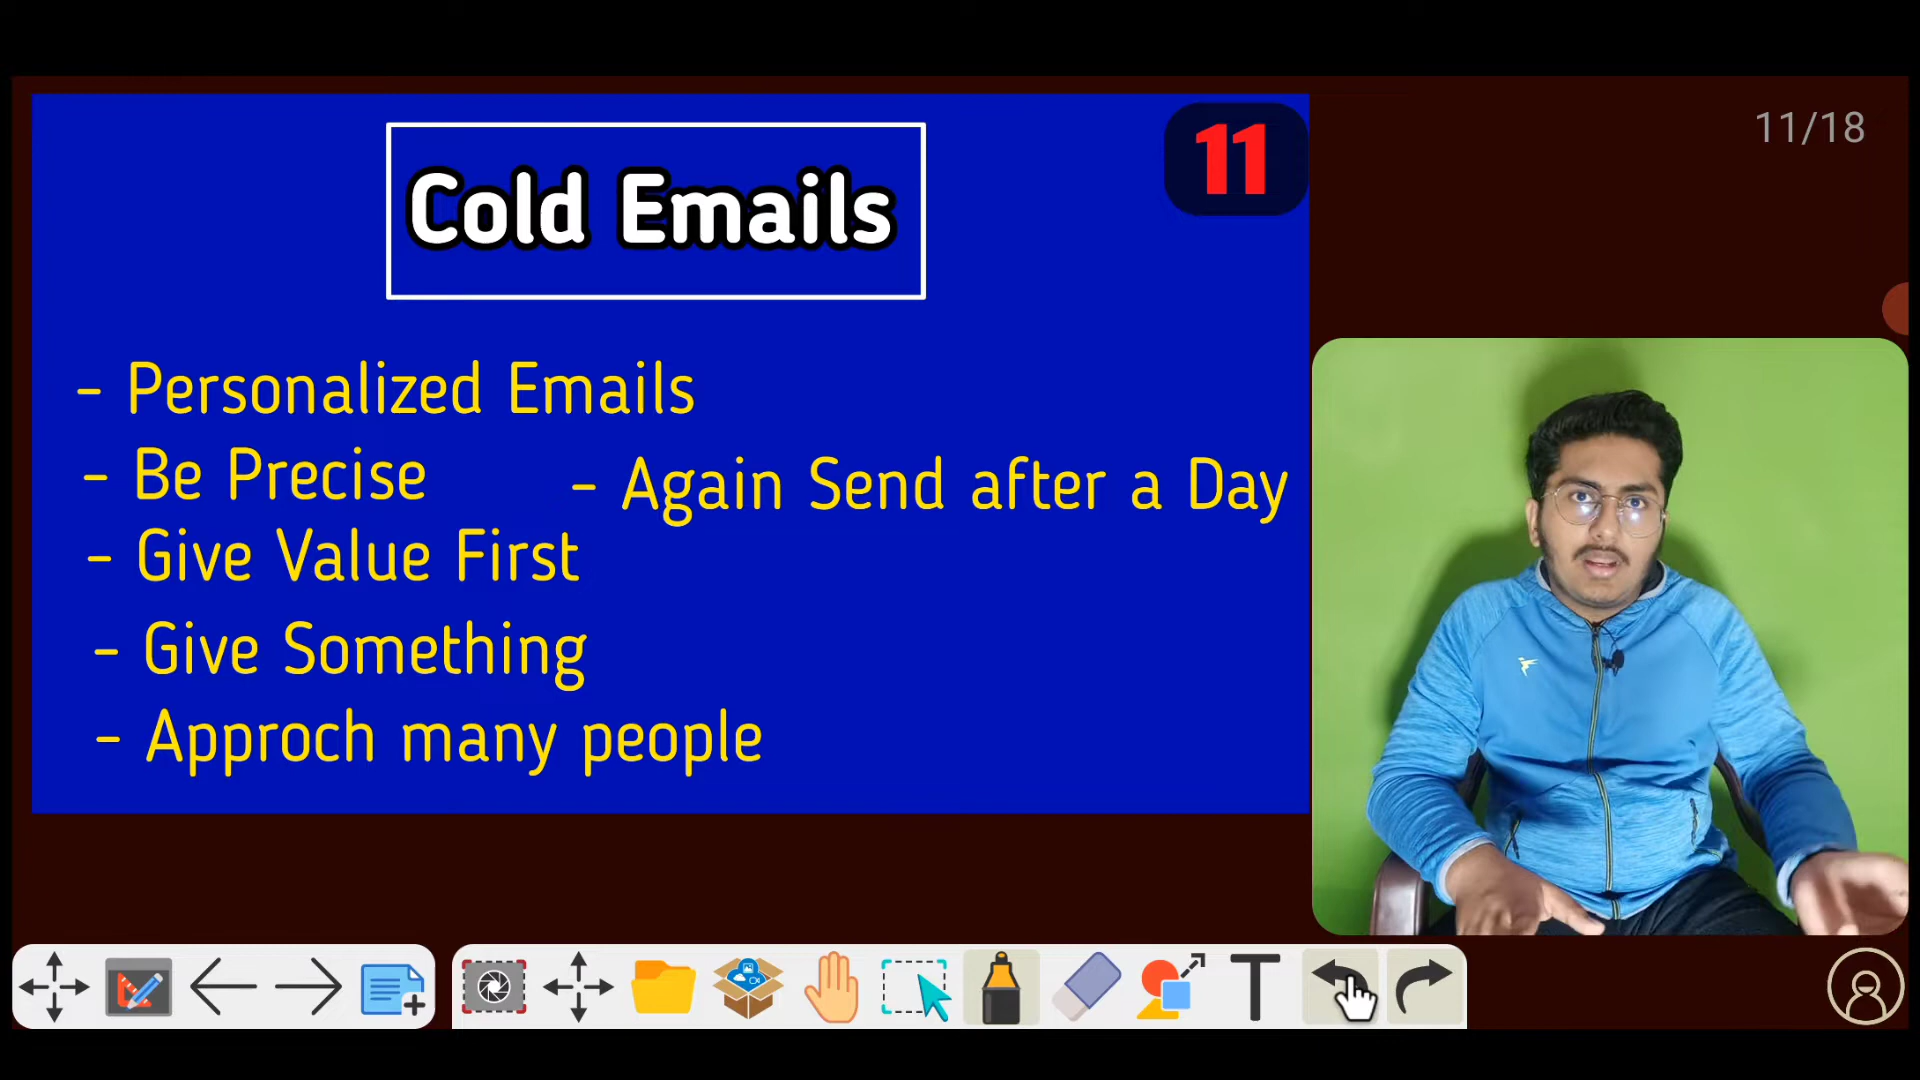 11/18
11
Cold Emails
- Personalized Emails
- Be Precise
- Again Send after a Day
- Give Value First
- Give Something
- Approch many people
T